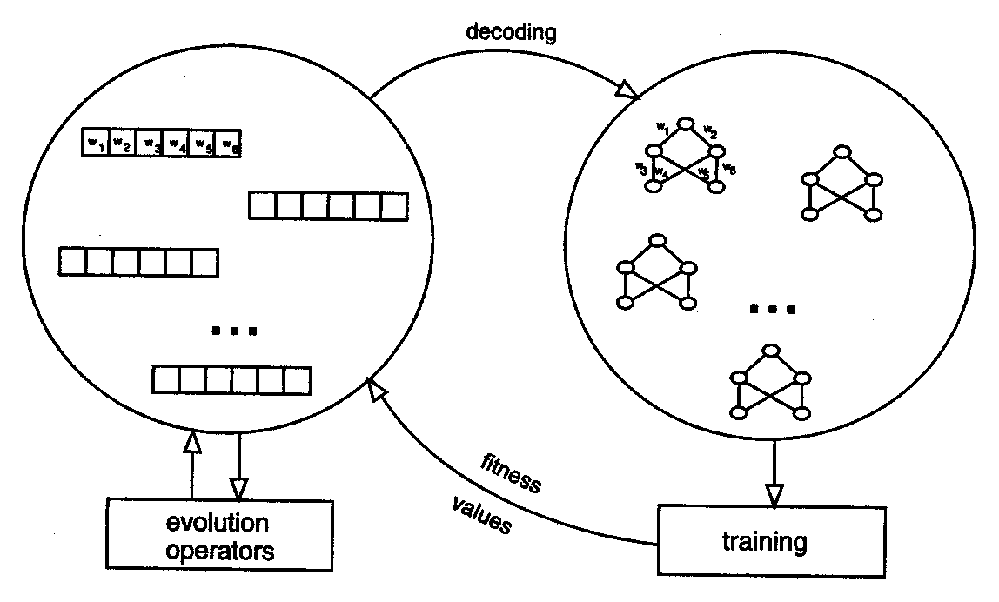 decoding
w1 w2 w3 w4 w5 w6
w1 w2
w3 w4 w5 w6
fitness
values
evolution
operators
training